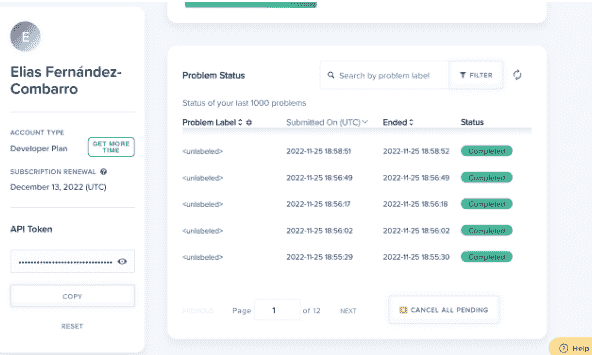 E
Elias Fernández-
Combarro
ACCOUNT TYPE
Developer Plan
GET MORE
TIME
SUBSCRIPTION RENEWAL
December 13, 2022 (UTC)
API Token
COPY
RESET
Problem Status
Search by problem label
FILTER
Status of your last 1000 problems
Problem Label Submitted On (UTC) Ended Status
<unlabeled> 2022-11-25 18:58:51 2022-11-25 18:58:52 Completed
<unlabeled> 2022-11-25 18:56:49 2022-11-25 18:56:49 Completed
<unlabeled> 2022-11-25 18:56:17 2022-11-25 18:56:18 Completed
<unlabeled> 2022-11-25 18:56:02 2022-11-25 18:56:02 Completed
<unlabeled> 2022-11-25 18:55:29 2022-11-25 18:55:30 Completed
PREVIOUS Page 1 of 12 NEXT CANCEL ALL PENDING
Help